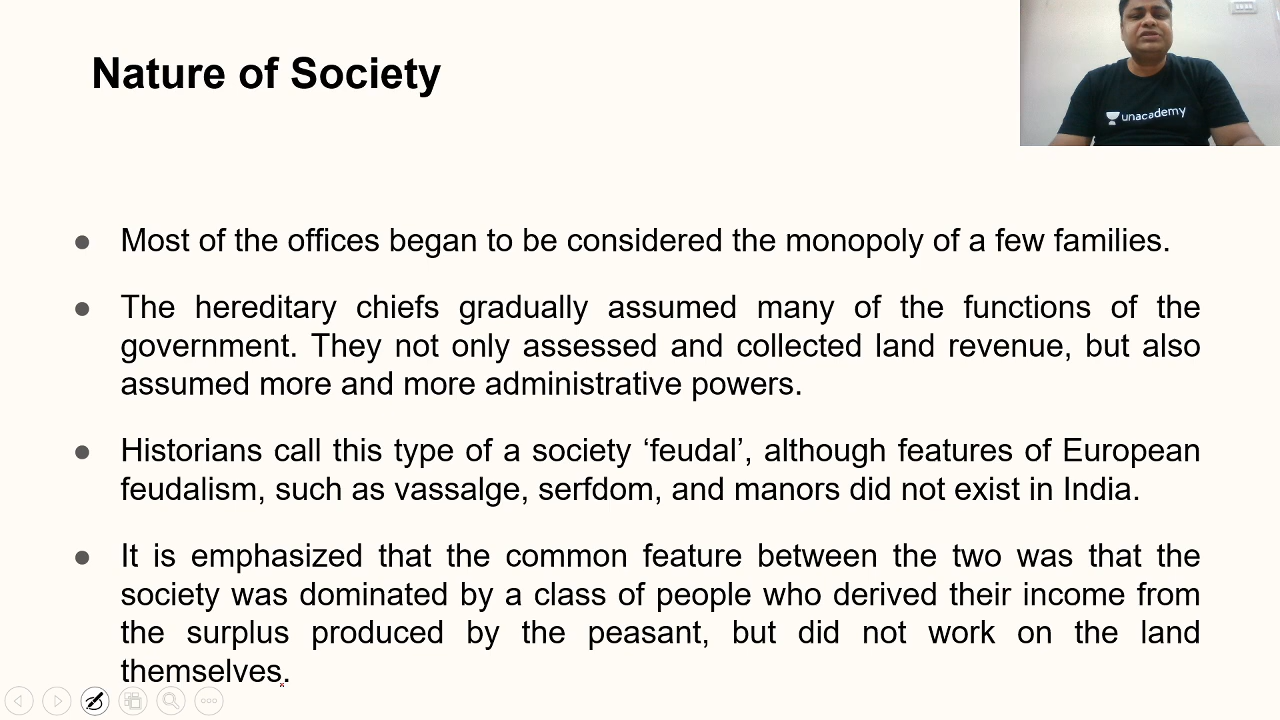 Nature of Society
unacademy
● Most of the offices began to be considered the monopoly of a few families.
● The hereditary chiefs gradually assumed many of the functions of the
government. They not only assessed and collected land revenue, but also
assumed more and more administrative powers.
● Historians call this type of a society ‘feudal’, although features of European
feudalism, such as vassalge, serfdom, and manors did not exist in India.
● It is emphasized that the common feature between the two was that the
society was dominated by a class of people who derived their income from
the surplus produced by the peasant, but did not work on the land
themselves.